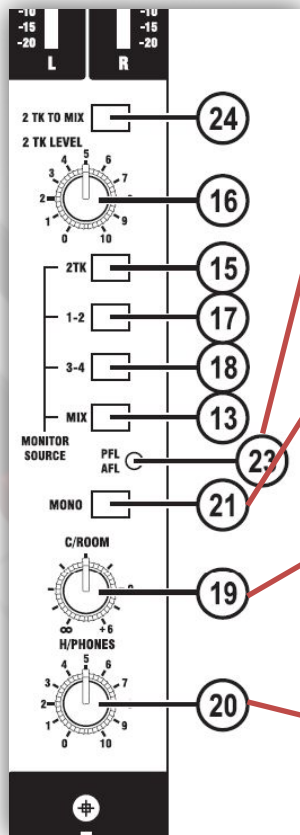 -10 -10
-15 -15
-20 -20
L R
2 TK TO MIX 24
2 TK LEVEL
0 1 2 3 4 5 6 7 9 10 16
2TK 15
1-2 17
3-4 18
MIX 13
MONITOR
SOURCE
PFL
AFL 23
MONO 21
C/ROOM
∞ +6 19
H/PHONES
0 1 2 3 4 5 6 7 9 10 20